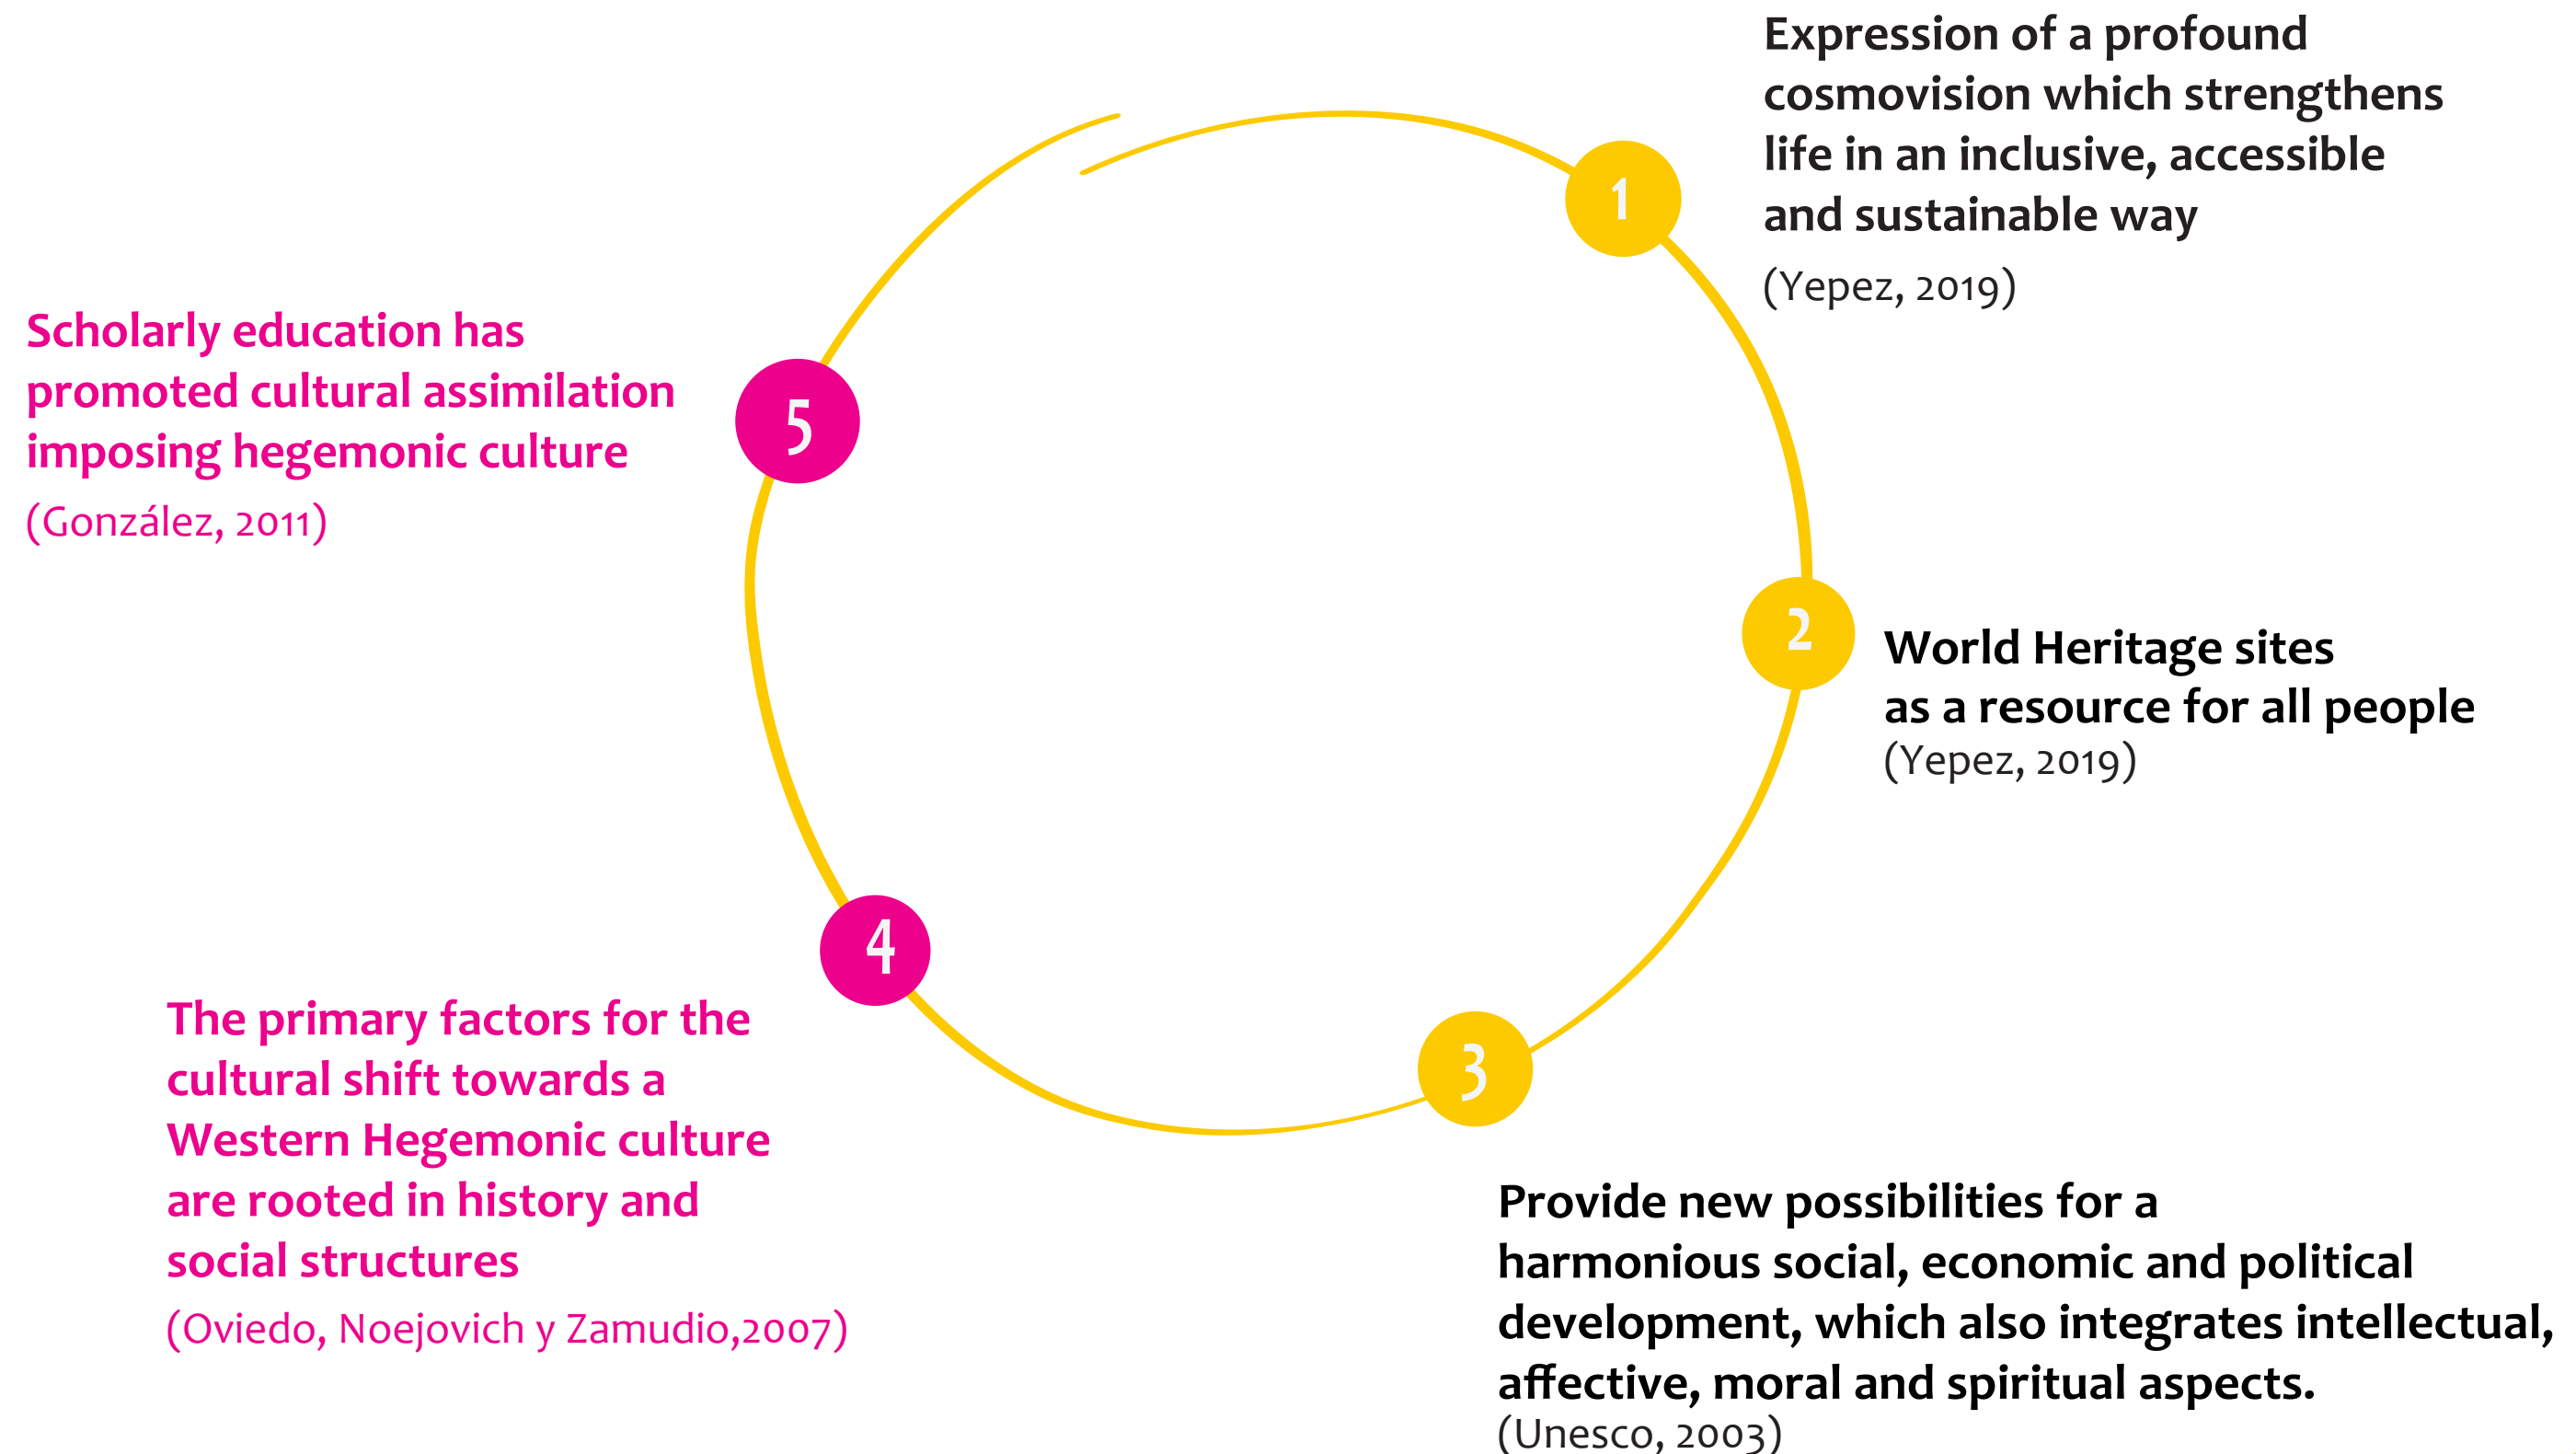 1
Expression of a profound
cosmovision which strengthens
life in an inclusive, accessible
and sustainable way
(Yepez, 2019)
2
World Heritage sites
as a resource for all people
(Yepez, 2019)
3
Provide new possibilities for a
harmonious social, economic and political
development, which also integrates intellectual,
affective, moral and spiritual aspects.
(Unesco, 2003)
4
The primary factors for the
cultural shift towards a
Western Hegemonic culture
are rooted in history and
social structures
(Oviedo, Noejovich y Zamudio,2007)
5
Scholarly education has
promoted cultural assimilation
imposing hegemonic culture
(González, 2011)